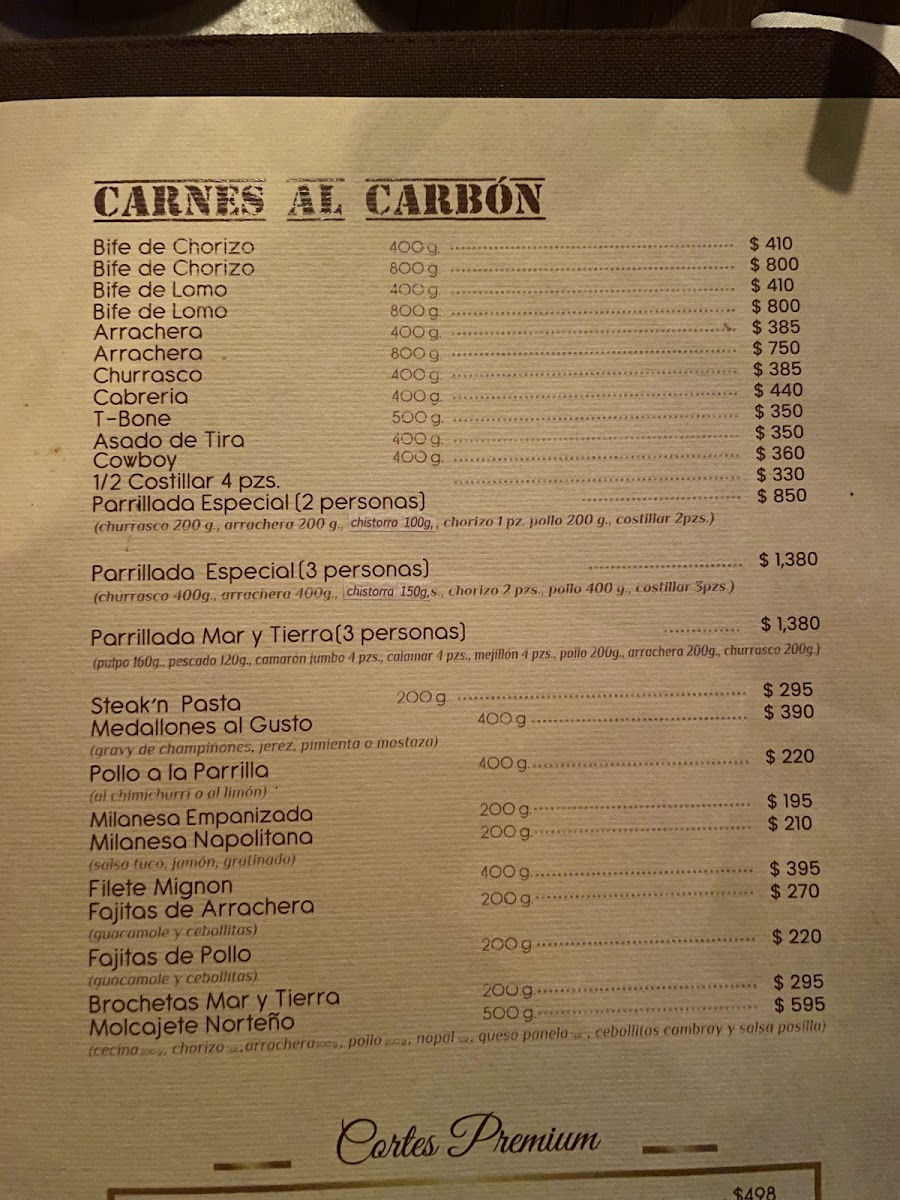 CARNES AL CARBÓN
Bife de Chorizo 400 g. $ 410
Bife de Chorizo 800 g $ 800
Bife de Lomo 400 g. $ 410
Bife de Lomo 800 g. $ 800
Arrachera 400 g. $ 385
Arrachera 800 g. $ 750
Churrasco 400 g. $ 385
Cabreria 400 g. $ 440
T-Bone 500 g. $ 350
Asado de Tira 400 g. $ 350
Cowboy 400 g. $ 360
1/2 Costillar 4 pzs. $ 330
Parrillada Especial (2 personas) $ 850
(churrasco 200 g., arrachera 200 g., chistorra 100g,, chorizo 1 pz. pollo 200 g., costillar 2pzs.)
Parrillada Especial (3 personas) $ 1,380
(churrasco 400g., arrachera 400g., chistorra 150g,s., chorizo 2 pzs., pollo 400 g., costillar 3pzs.)
Parrillada Mar y Tierra(3 personas) $ 1,380
(pulpo 160g., pescado 120g., camarón jumbo 4 pzs., calamar 4 pzs., mejillón 4 pzs., pollo 200g., arrachera 200g., churrasco 200g.)
Steak'n Pasta 200 g $ 295
Medallones al Gusto 400 g $ 390
(gravy de champiñones, jerez, pimienta o mostaza)
Pollo a la Parrilla 400 g. $ 220
(al chimichurri o al limón)
Milanesa Empanizada 200 g. $ 195
Milanesa Napolitana 200 g. $ 210
(salsa tuco, jamón, gratinada)
Filete Mignon 400 g. $ 395
Fajitas de Arrachera 200 g. $ 270
(guacamole y cebollitas)
Fajitas de Pollo 200 g $ 220
(guacamole y cebollitas)
Brochetas Mar y Tierra 200 g. $ 295
Molcajete Norteño 500 g. $ 595
(cecina, chorizo, arrachera, pollo, nopal, queso panela, cebollitas cambray y salsa pasilla)
Cortes Premium
$498